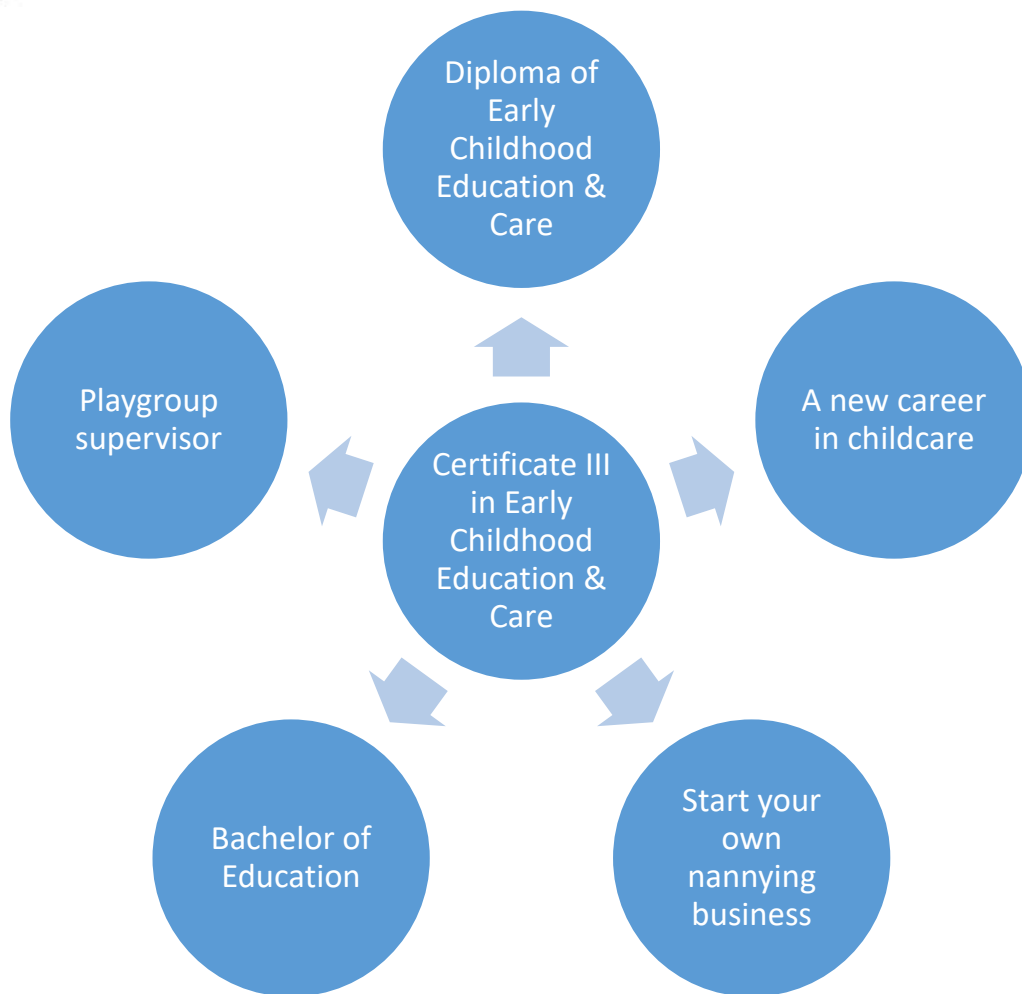 Diploma of
Early
Childhood
Education &
Care
Playgroup
supervisor
A new career
in childcare
Certificate III
in Early
Childhood
Education &
Care
Bachelor of
Education
Start your
own
nannying
business